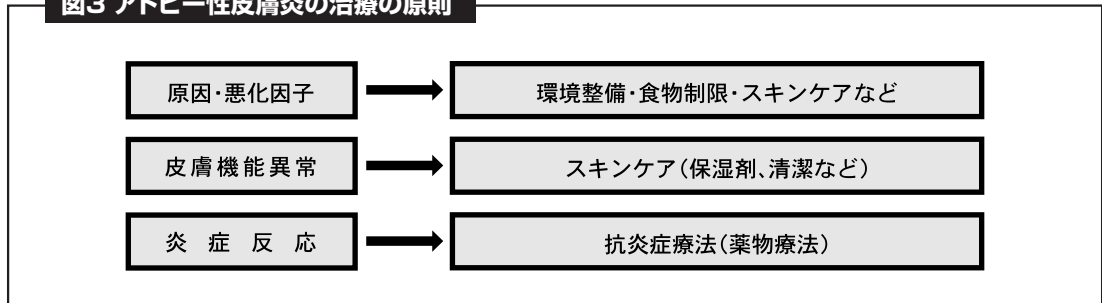 図3 アトピー性皮膚炎の治療の原則
原因・悪化因子 環境整備・食物制限・スキンケアなど
皮膚機能異常 スキンケア(保湿剤、清潔など)
炎症反応 抗炎症療法(薬物療法)